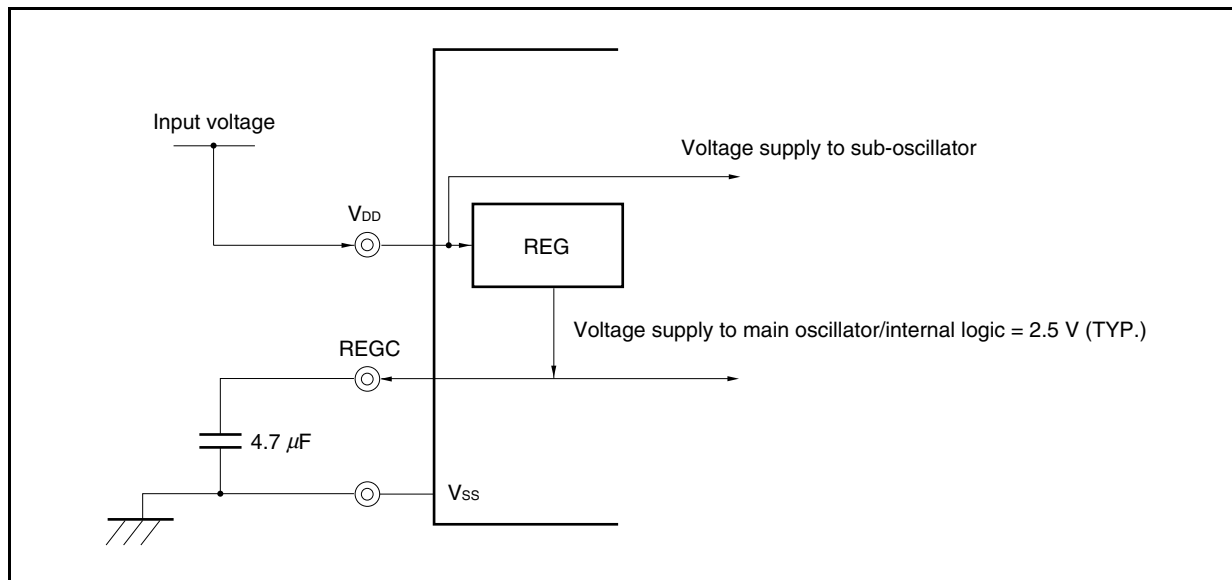 Input voltage
Voltage supply to sub-oscillator
VDD
REG
Voltage supply to main oscillator/internal logic = 2.5 V (TYP.)
REGC
4.7 μF
VSS